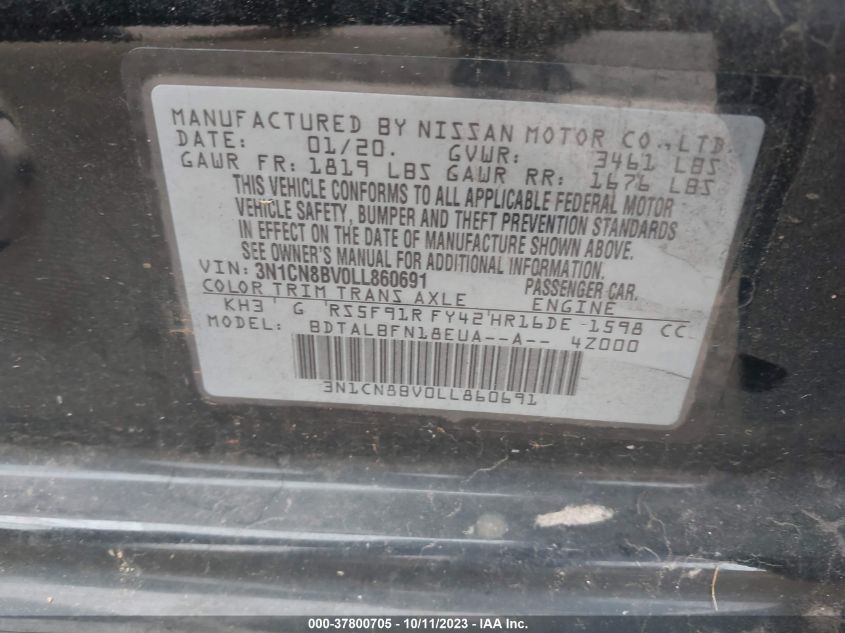 MANUFACTURED BY NISSAN MOTOR CO., LTD.
DATE: 01/20. GVWR: 3461 LBS
GAWR FR: 1819 LBS GAWR RR: 1676 LBS
THIS VEHICLE CONFORMS TO ALL APPLICABLE FEDERAL MOTOR
VEHICLE SAFETY, BUMPER AND THEFT PREVENTION STANDARDS
IN EFFECT ON THE DATE OF MANUFACTURE SHOWN ABOVE.
SEE OWNER'S MANUAL FOR ADDITIONAL INFORMATION.
VIN: 3N1CN8BV0LL860691 PASSENGER CAR.
COLOR TRIM TRANS AXLE ENGINE
KH3' G 'RS5F91R FY42'HR16DE -1598 CC
MODEL: BDTALBFN18EUA--A-- 4Z000
3N1CN8BV0LL860691
000-37800705 - 10/11/2023 - IAA Inc.